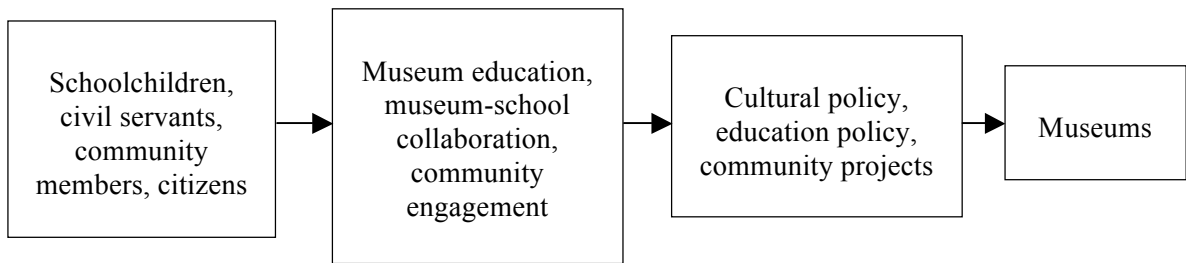 Schoolchildren,
civil servants,
community
members, citizens
Museum education,
museum-school
collaboration,
community
engagement
Cultural policy,
education policy,
community projects
Museums